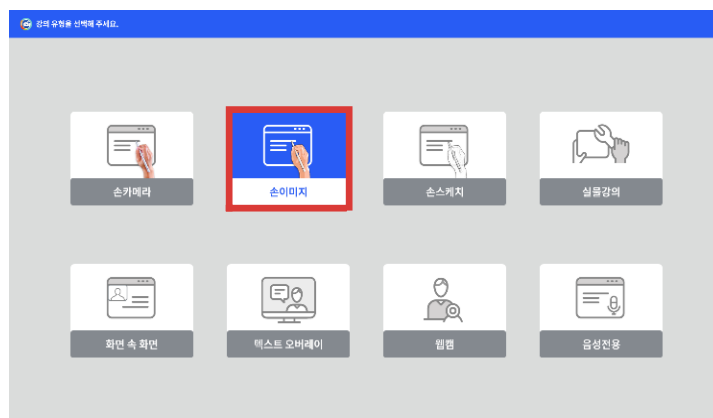 강의 유형을 선택해 주세요.
손카메라
손이미지
손스케치
실물강의
화면 속 화면
텍스트 오버레이
웹캠
음성전용